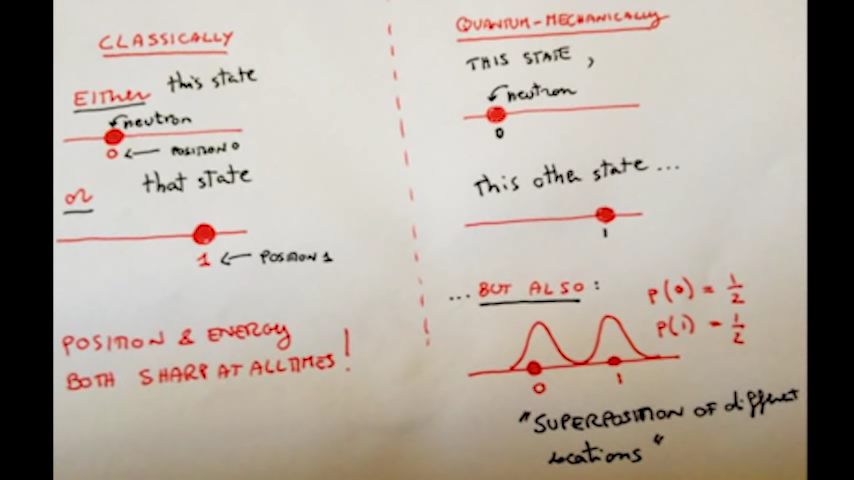 CLASSICALLY
EITHER this state
neutron
0 ← POSITION 0
or that state
1 ← POSITION 1
POSITION & ENERGY
BOTH SHARP AT ALL TIMES!
QUANTUM-MECHANICALLY
THIS STATE,
neutron
0
This other state ...
1
... BUT ALSO:
p(0) = 1/2
p(1) = 1/2
0 1
"SUPERPOSITION OF different
locations"